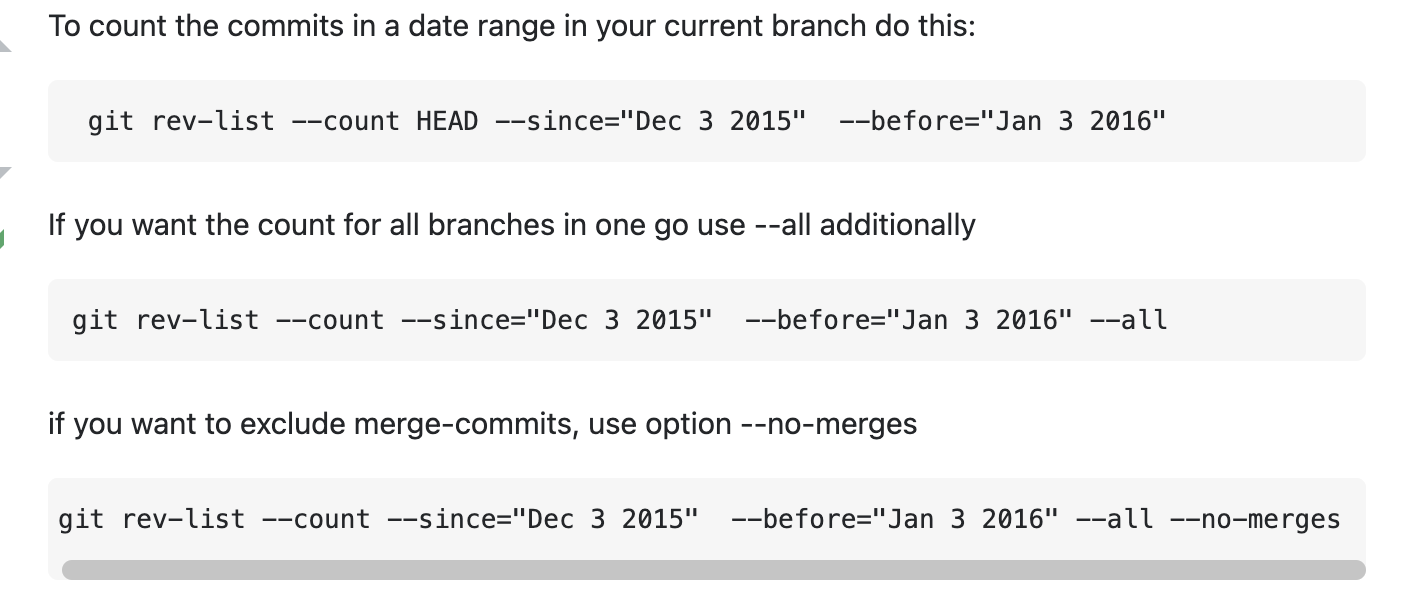 To count the commits in a date range in your current branch do this:
git rev-list --count HEAD --since="Dec 3 2015"  --before="Jan 3 2016"
If you want the count for all branches in one go use --all additionally
git rev-list --count --since="Dec 3 2015"  --before="Jan 3 2016" --all
if you want to exclude merge-commits, use option --no-merges
git rev-list --count --since="Dec 3 2015"  --before="Jan 3 2016" --all --no-merges